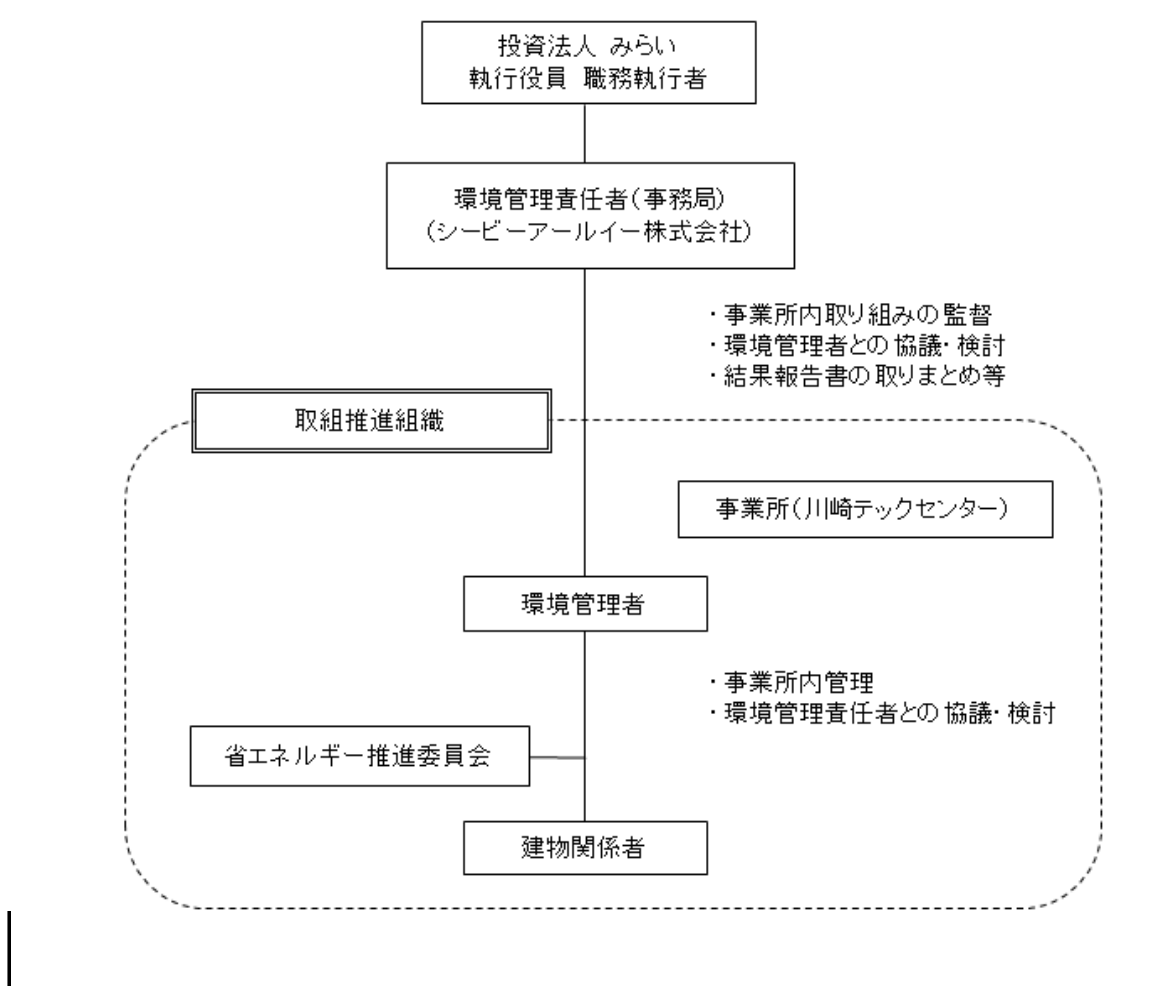 投資法人 みらい
執行役員 職務執行者
環境管理責任者(事務局)
(シービーアールイー株式会社)
・事業所内取り組みの監督
・環境管理者との協議・検討
・結果報告書の取りまとめ等
取組推進組織
事業所(川崎テックセンター)
環境管理者
・事業所内管理
・環境管理責任者との協議・検討
省エネルギー推進委員会
建物関係者